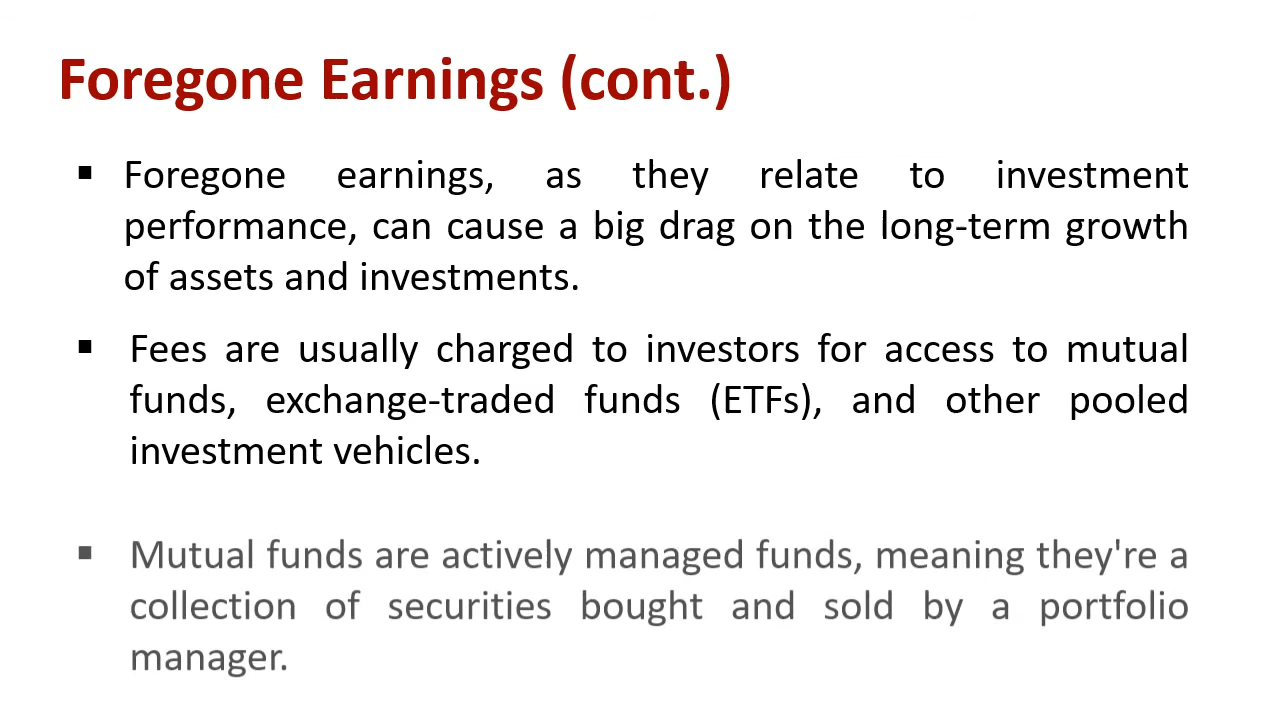 Foregone Earnings (cont.)
▪ Foregone earnings, as they relate to investment
performance, can cause a big drag on the long-term growth
of assets and investments.
▪ Fees are usually charged to investors for access to mutual
funds, exchange-traded funds (ETFs), and other pooled
investment vehicles.
▪ Mutual funds are actively managed funds, meaning they're a
collection of securities bought and sold by a portfolio
manager.